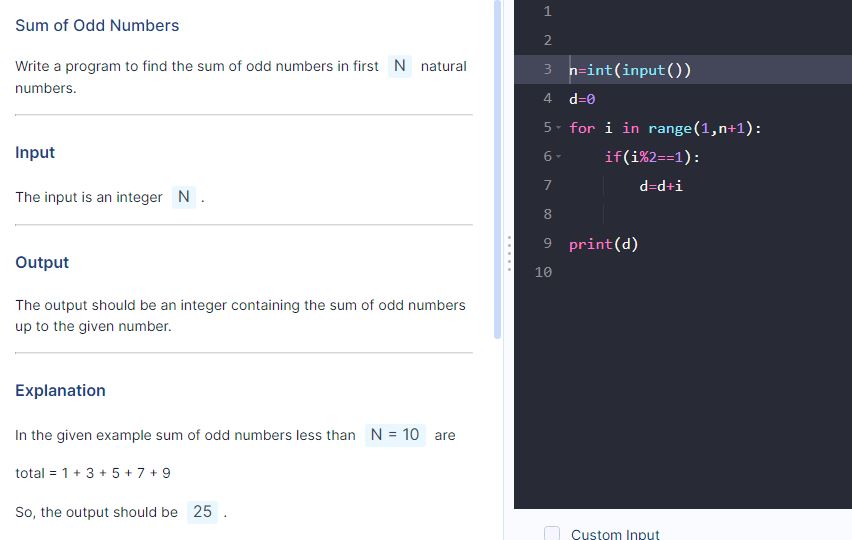 Sum of Odd Numbers
Write a program to find the sum of odd numbers in first N natural
numbers.
Input
The input is an integer N .
Output
The output should be an integer containing the sum of odd numbers
up to the given number.
Explanation
In the given example sum of odd numbers less than N = 10 are
total = 1 + 3 + 5 + 7 + 9
So, the output should be 25 .
1
2
3 n=int(input())
4 d=0
5 for i in range(1,n+1):
6 if(i%2==1):
7 d=d+i
8
9 print(d)
10
Custom Input